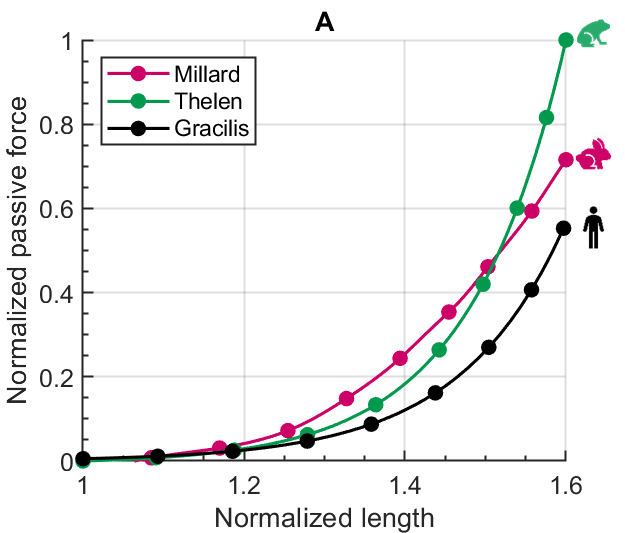 A
Normalized passive force
1
0.8
0.6
0.4
0.2
0
Millard
Thelen
Gracilis
1
1.2
1.4
1.6
Normalized length